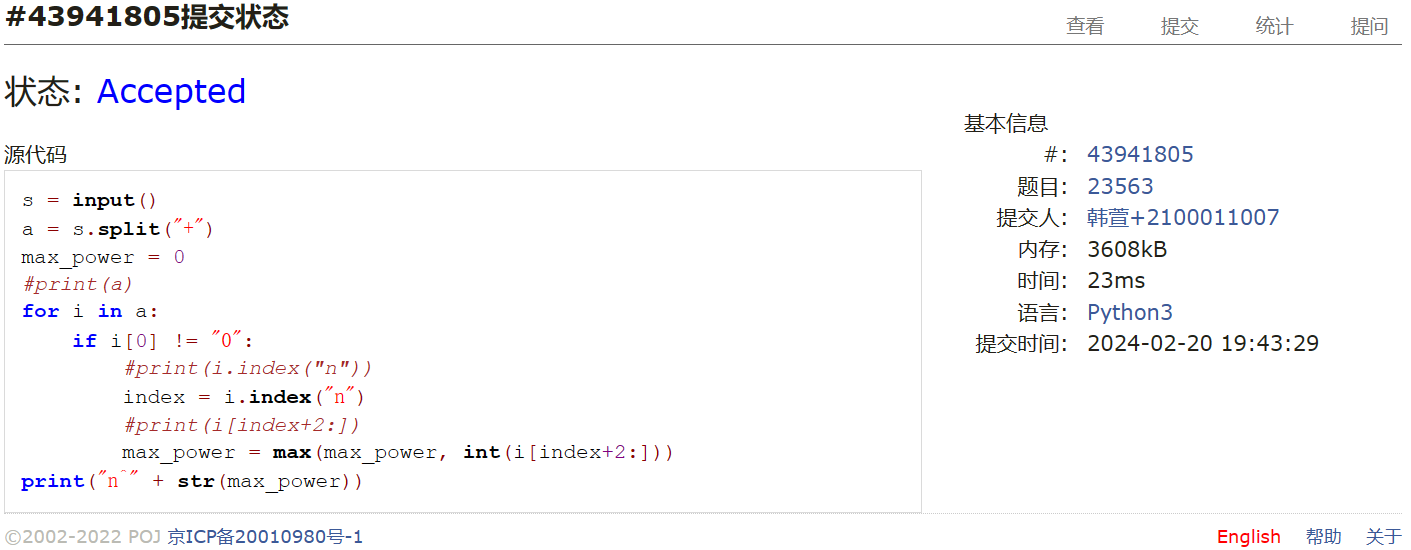 #43941805提交状态
查看 提交 统计 提问
状态: Accepted
源代码
s = input()
a = s.split("+")
max_power = 0
#print(a)
for i in a:
    if i[0] != "0":
        #print(i.index("n"))
        index = i.index("n")
        #print(i[index+2:])
        max_power = max(max_power, int(i[index+2:]))
print("n^" + str(max_power))
基本信息
#: 43941805
题目: 23563
提交人: 韩萱+2100011007
内存: 3608kB
时间: 23ms
语言: Python3
提交时间: 2024-02-20 19:43:29
©2002-2022 POJ 京ICP备20010980号-1
English 帮助 关于